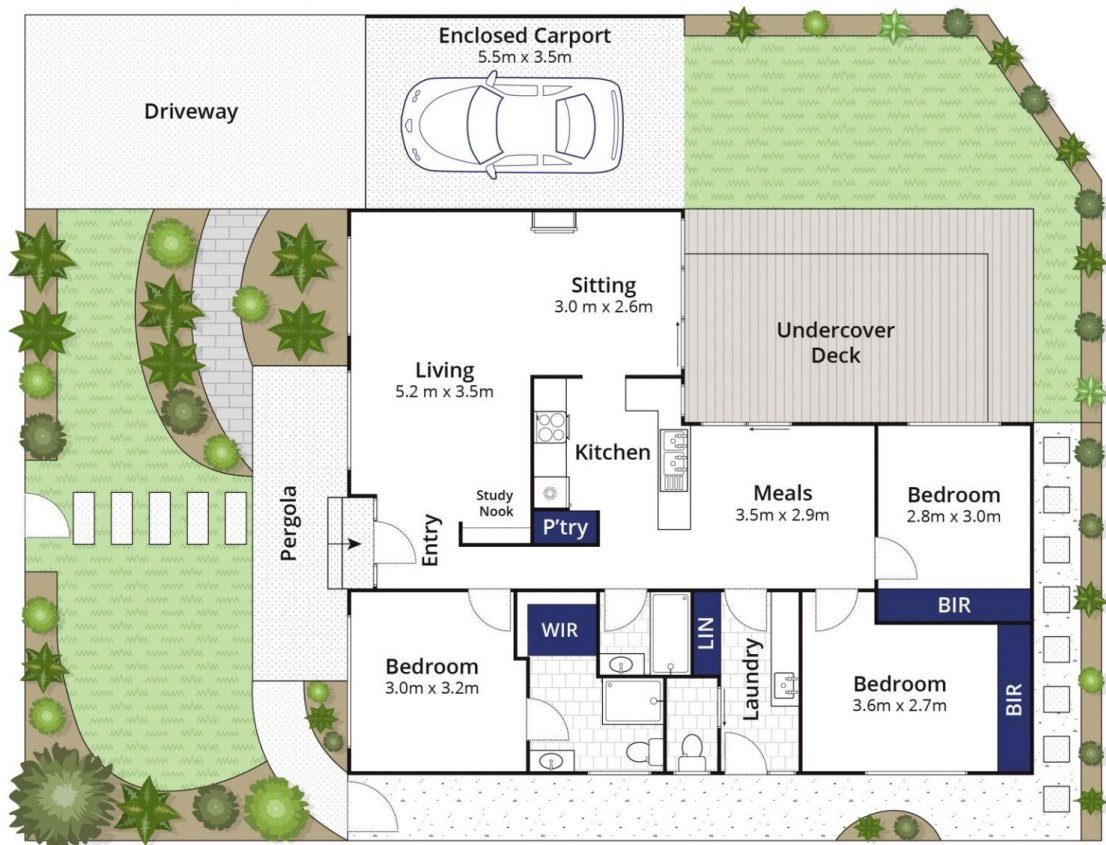 Enclosed Carport
5.5m x 3.5m
Driveway
Sitting
3.0 m x 2.6m
Undercover
Deck
Living
5.2 m x 3.5m
Kitchen
Study
Nook
P'try
Meals
3.5m x 2.9m
Bedroom
2.8m x 3.0m
Pergola
Entry
BIR
WIR
LIN
Laundry
Bedroom
3.0m x 3.2m
Bedroom
3.6m x 2.7m
BIR